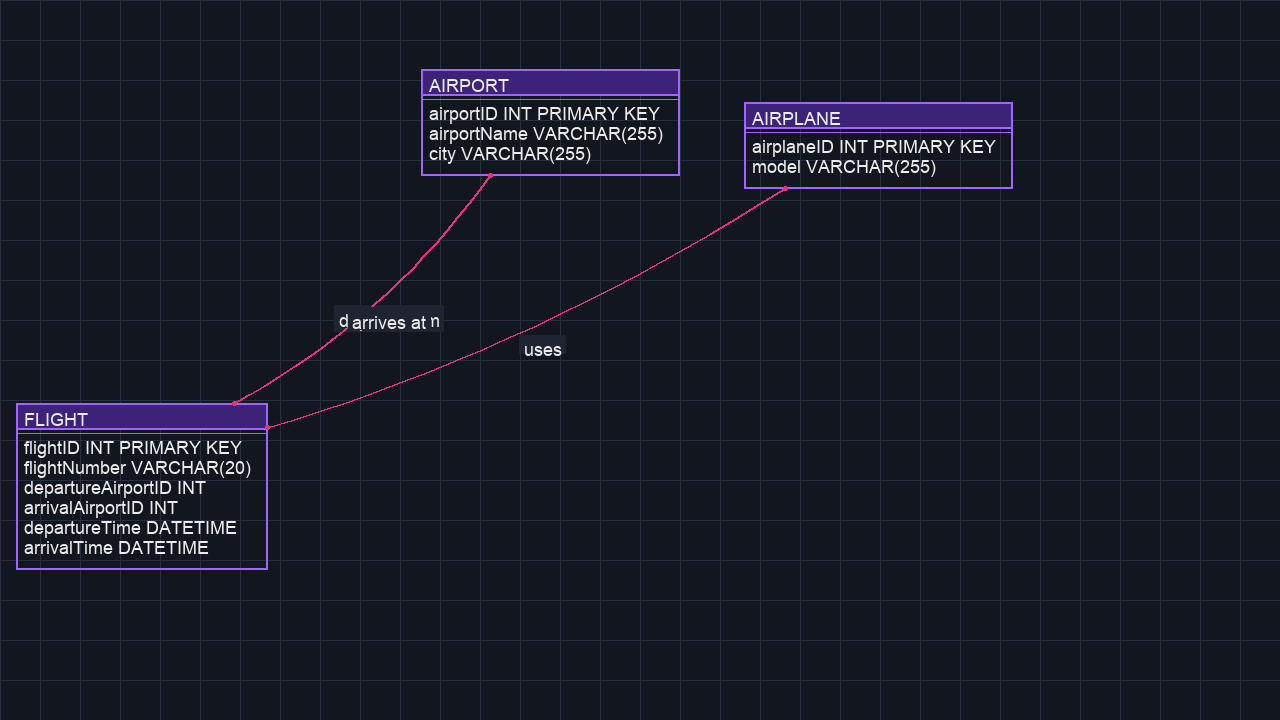 AIRPORT
airportID INT PRIMARY KEY
airportName VARCHAR(255)
city VARCHAR(255)
AIRPLANE
airplaneID INT PRIMARY KEY
model VARCHAR(255)
arrives at
uses
FLIGHT
flightID INT PRIMARY KEY
flightNumber VARCHAR(20)
departureAirportID INT
arrivalAirportID INT
departureTime DATETIME
arrivalTime DATETIME